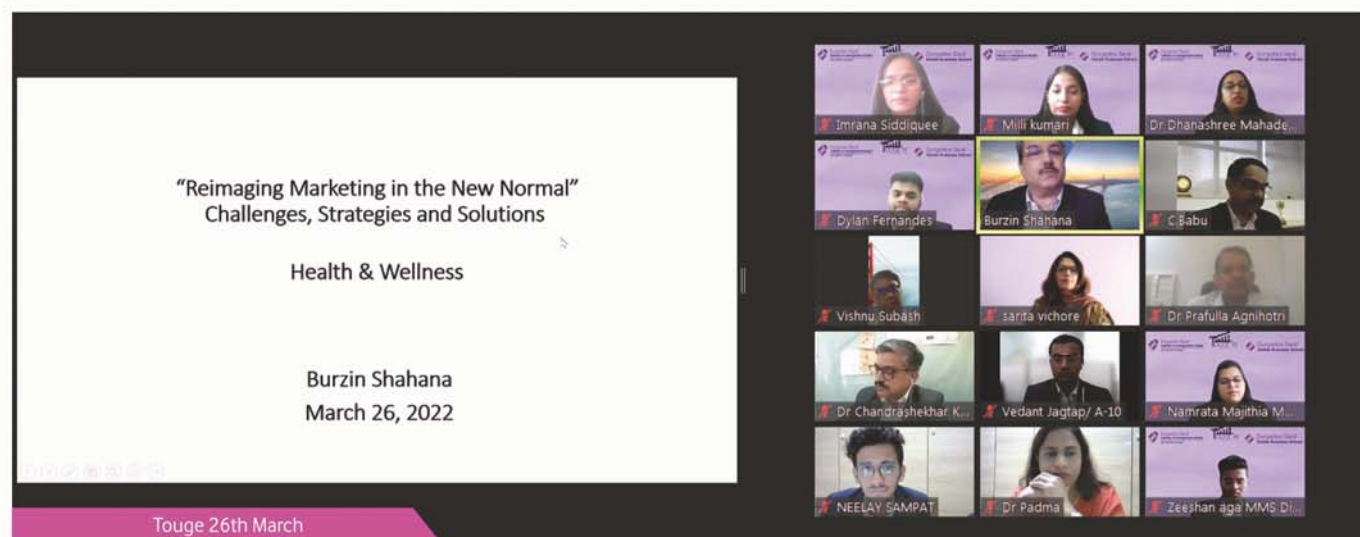 “Reimaging Marketing in the New Normal”
Challenges, Strategies and Solutions
Health & Wellness
Burzin Shahana
March 26, 2022
Touge 26th March
Imrana Siddiquee
Milli kumari
Dr Dhanashree Mahade...
Dylan Fernandes
Burzin Shahana
C Babu
Vishnu Subash
sarita vichore
Dr Prafulla Agnihotri
Dr Chandrashekhar K...
Vedant Jagtap/ A-10
Namrata Majithia M...
NEELAY SAMPAT
Dr Padma
Zeeshan aga MMS Di...